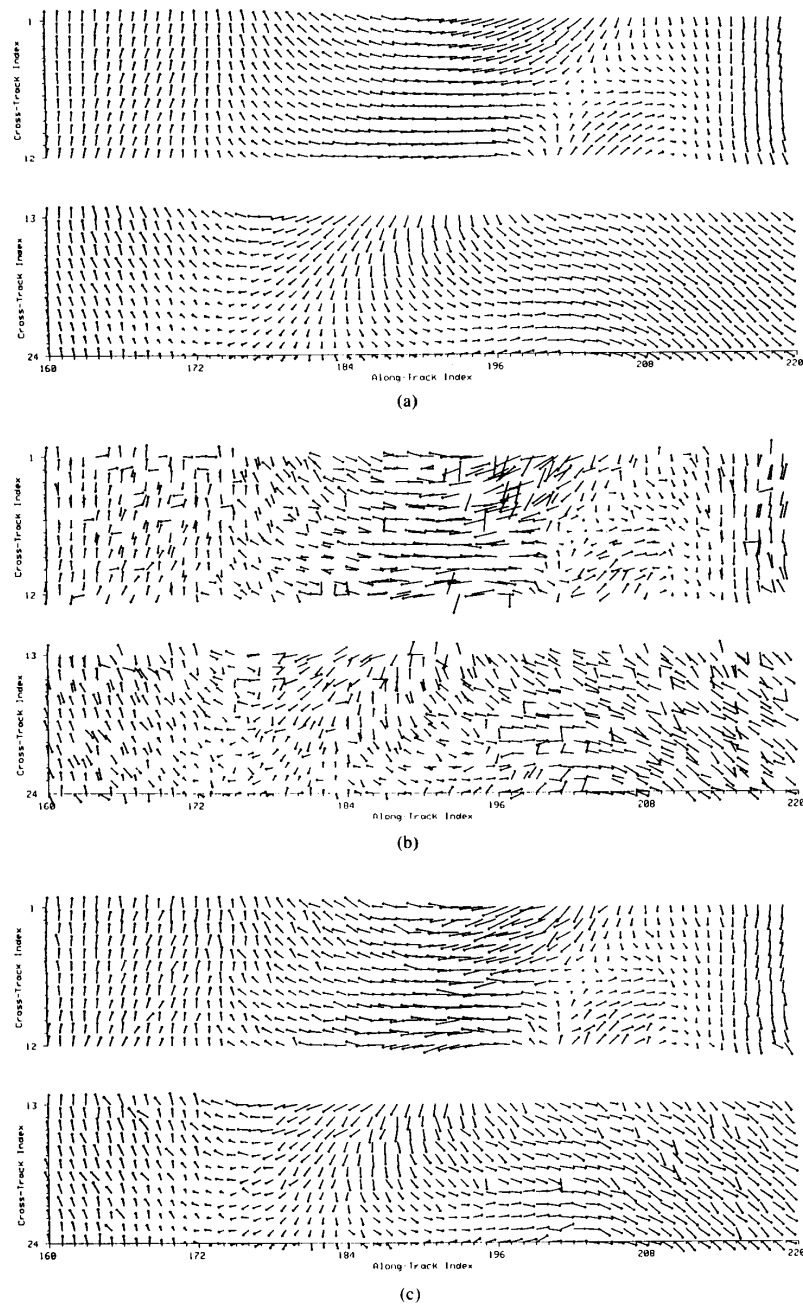 Cross-Track Index
1
12
Cross-Track Index
13
24
160
172
184
196
208
220
Along-Track Index
(a)
Cross-Track Index
1
12
Cross-Track Index
13
24
160
172
184
196
208
220
Along-Track Index
(b)
Cross-Track Index
1
12
Cross-Track Index
13
24
160
172
184
196
208
220
Along-Track Index
(c)